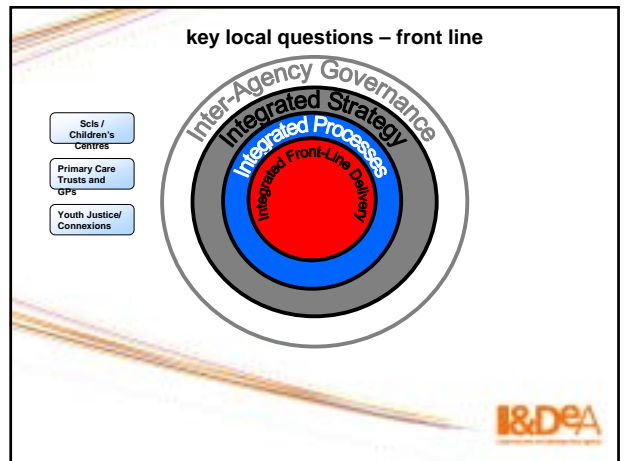 key local questions – front line
Inter-Agency Governance
Integrated Strategy
Integrated Processes
Integrated Front-Line Delivery
Scls /
Children's
Centres
Primary Care
Trusts and
GPs
Youth Justice/
Connexions
I&DeA